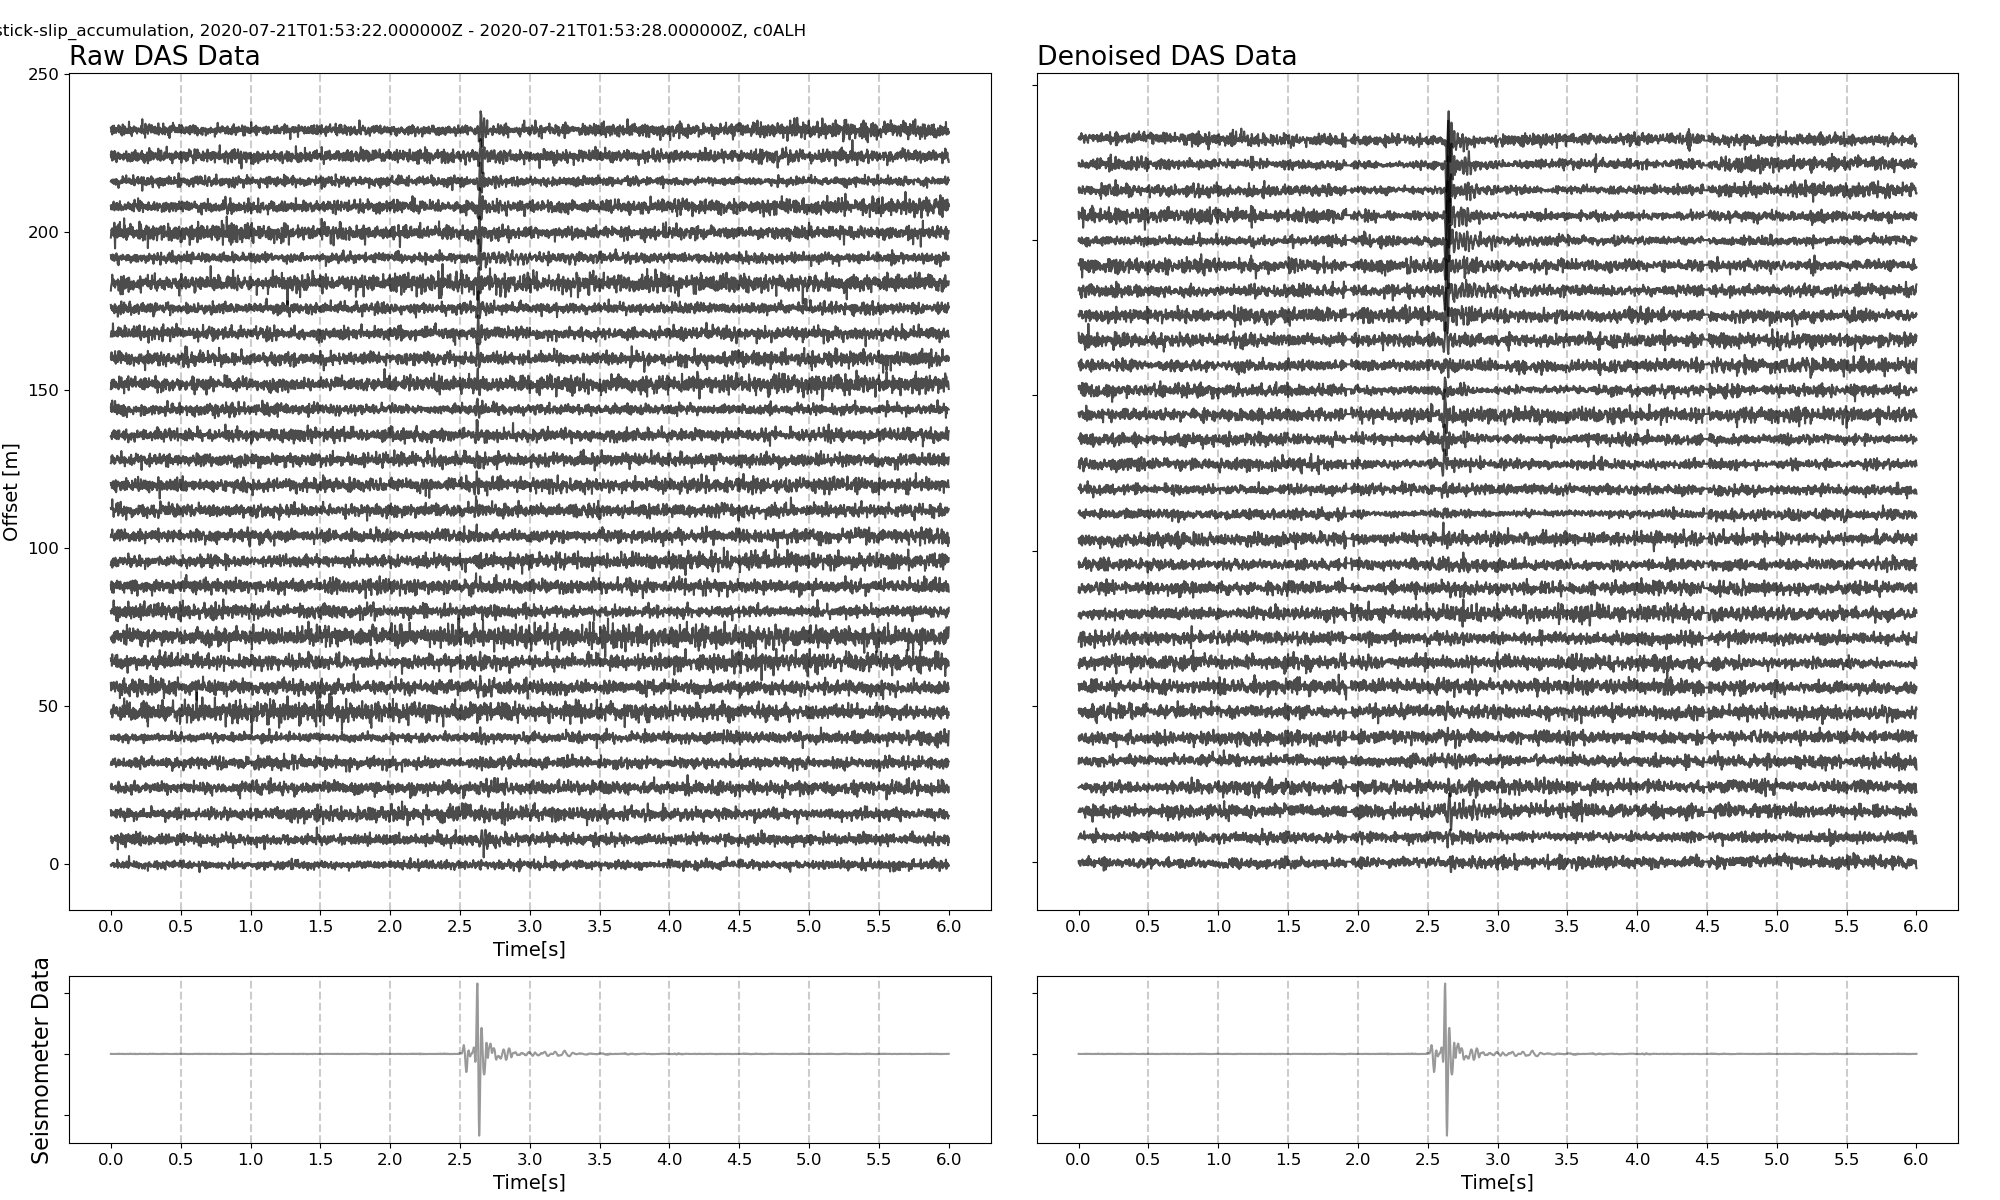 stick-slip_accumulation, 2020-07-21T01:53:22.000000Z - 2020-07-21T01:53:28.000000Z, c0ALH
Raw DAS Data
Denoised DAS Data
250
200
150
100
50
0
Offset [m]
0.0 0.5 1.0 1.5 2.0 2.5 3.0 3.5 4.0 4.5 5.0 5.5 6.0
Time[s]
0.0 0.5 1.0 1.5 2.0 2.5 3.0 3.5 4.0 4.5 5.0 5.5 6.0
Seismometer Data
0.0 0.5 1.0 1.5 2.0 2.5 3.0 3.5 4.0 4.5 5.0 5.5 6.0
Time[s]
0.0 0.5 1.0 1.5 2.0 2.5 3.0 3.5 4.0 4.5 5.0 5.5 6.0
Time[s]